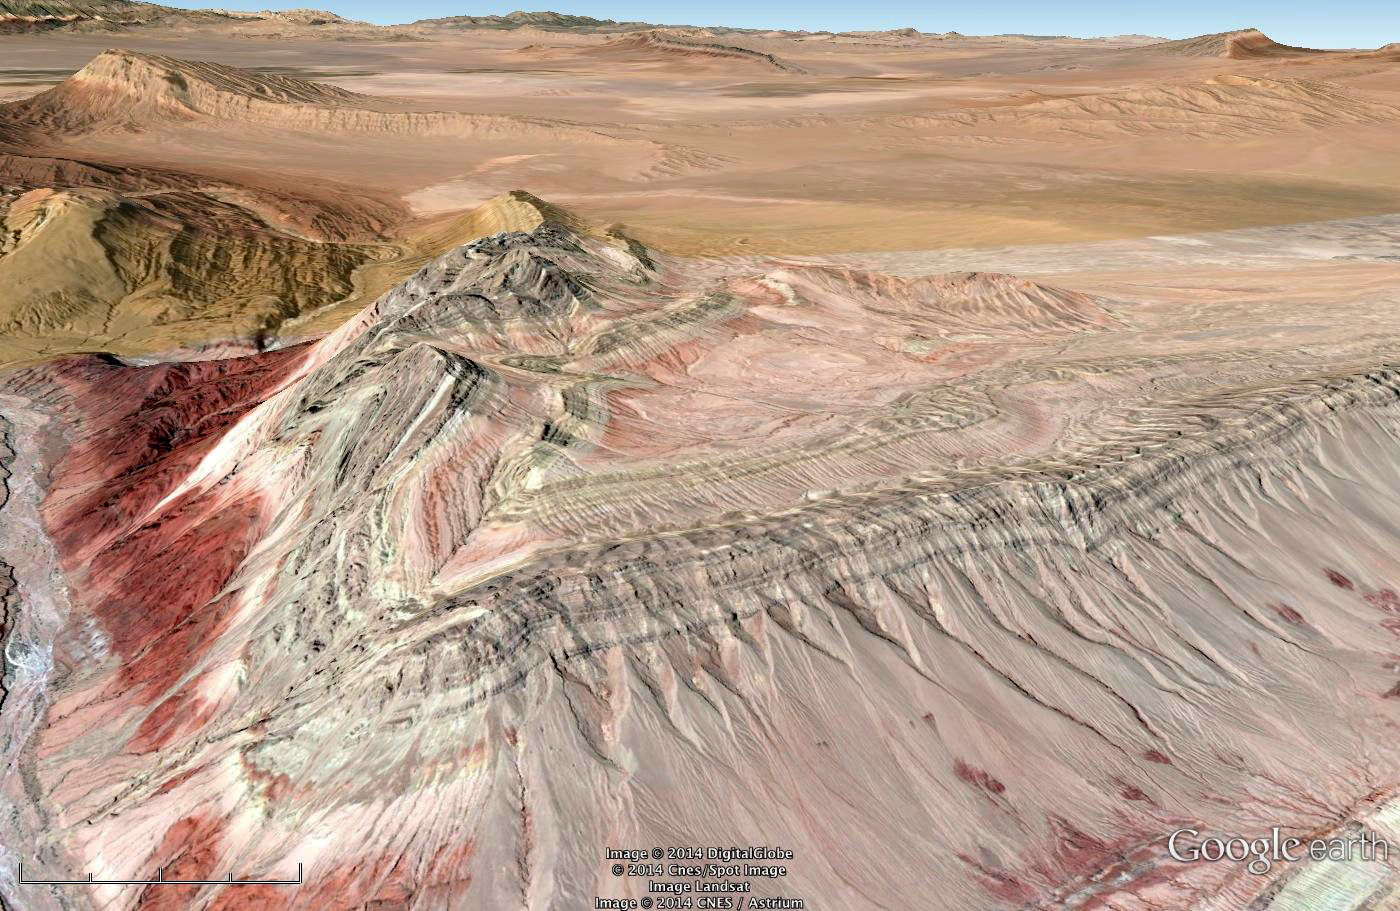 Google earth
Image © 2014 DigitalGlobe
© 2014 Cnes/Spot Image
Image Landsat
Image © 2014 CNES / Astrium